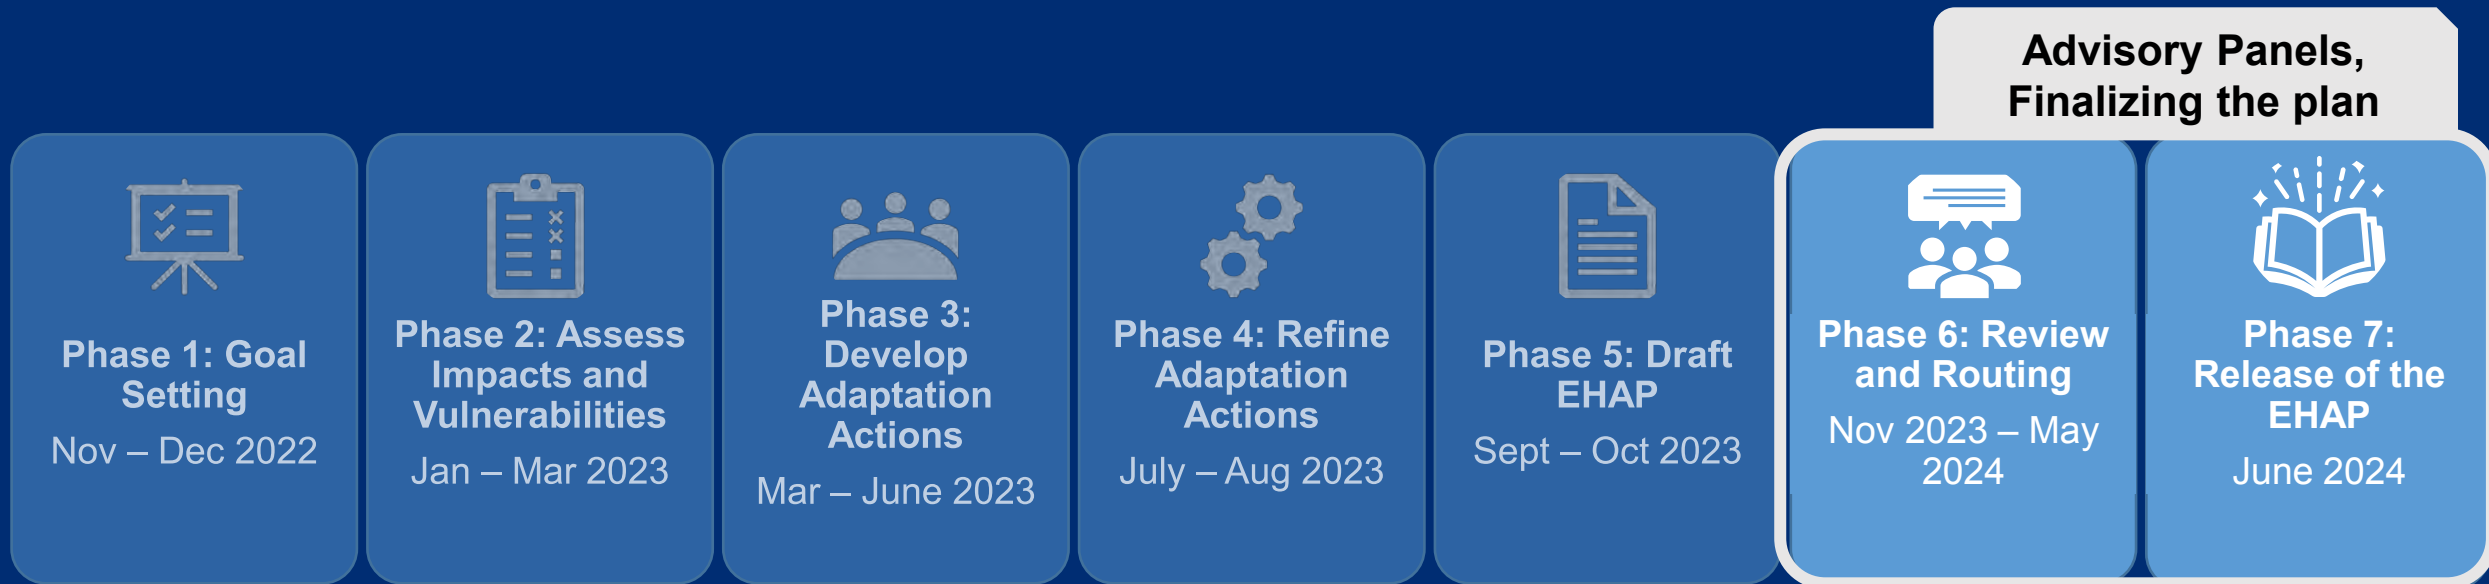 Advisory Panels,
Finalizing the plan
Phase 1: Goal
Setting
Nov – Dec 2022
Phase 2: Assess
Impacts and
Vulnerabilities
Jan – Mar 2023
Phase 3:
Develop
Adaptation
Actions
Mar – June 2023
Phase 4: Refine
Adaptation
Actions
July – Aug 2023
Phase 5: Draft
EHAP
Sept – Oct 2023
Phase 6: Review
and Routing
Nov 2023 – May
2024
Phase 7:
Release of the
EHAP
June 2024